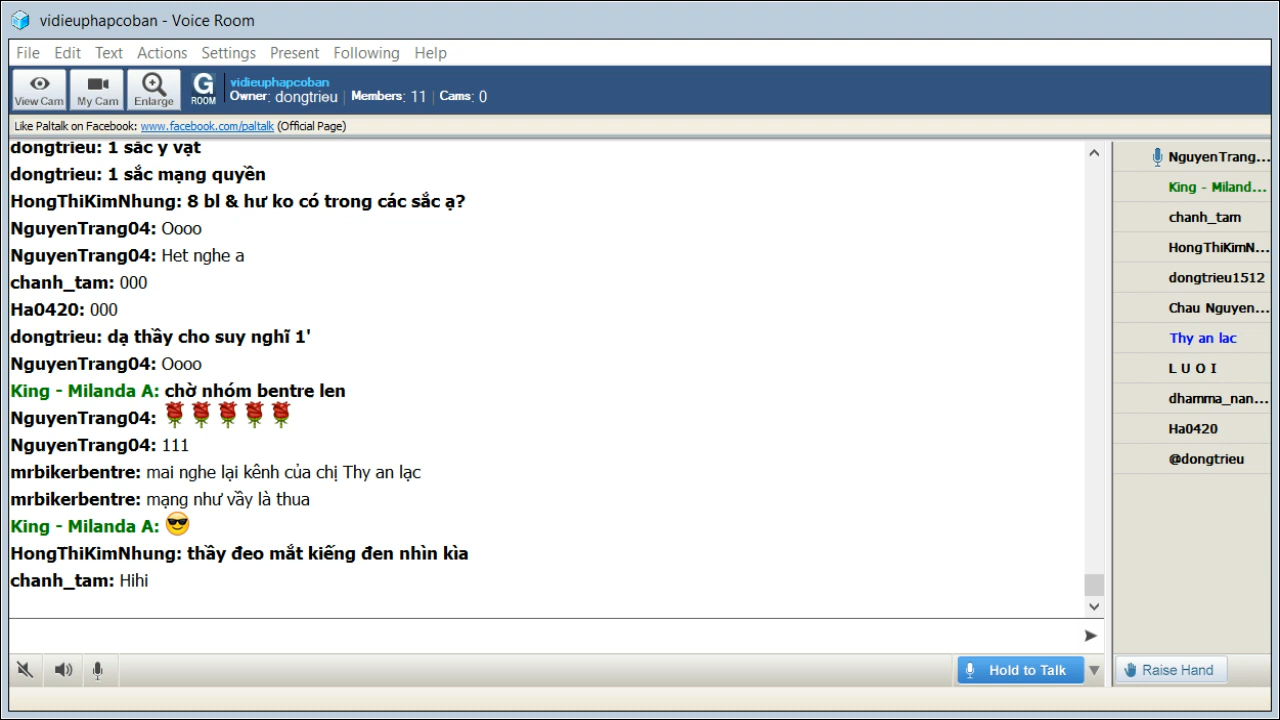 vidieuphapcoban - Voice Room
File Edit Text Actions Settings Present Following Help
View Cam
My Cam
Enlarge
G ROOM
vidieuphapcoban
Owner: dongtrieu | Members: 11 | Cams: 0
Like Paltalk on Facebook: www.facebook.com/paltalk (Official Page)
dongtrieu: 1 sắc y vật
dongtrieu: 1 sắc mạng quyền
HongThiKimNhung: 8 bl & hư ko có trong các sắc ạ?
NguyenTrang04: Oooo
NguyenTrang04: Het nghe a
chanh_tam: 000
Ha0420: 000
dongtrieu: dạ thầy cho suy nghĩ 1'
NguyenTrang04: Oooo
King - Milanda A: chờ nhóm bentre len
NguyenTrang04:
NguyenTrang04: 111
mrbikerbentre: mai nghe lại kênh của chị Thy an lạc
mrbikerbentre: mạng như vầy là thua
King - Milanda A:
HongThiKimNhung: thầy đeo mắt kiếng đen nhìn kìa
chanh_tam: Hihi
NguyenTrang...
King - Miland...
chanh_tam
HongThiKimN...
dongtrieu1512
Chau Nguyen...
Thy an lac
L U O I
dhamma_nan...
Ha0420
@dongtrieu
Hold to Talk
Raise Hand